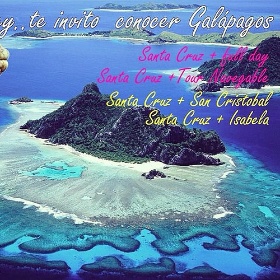 y..te invito conocer Galápagos
Santa Cruz + full day
Santa Cruz +Tour Navegable
Santa Cruz + San Cristobal
Santa Cruz + Isabela